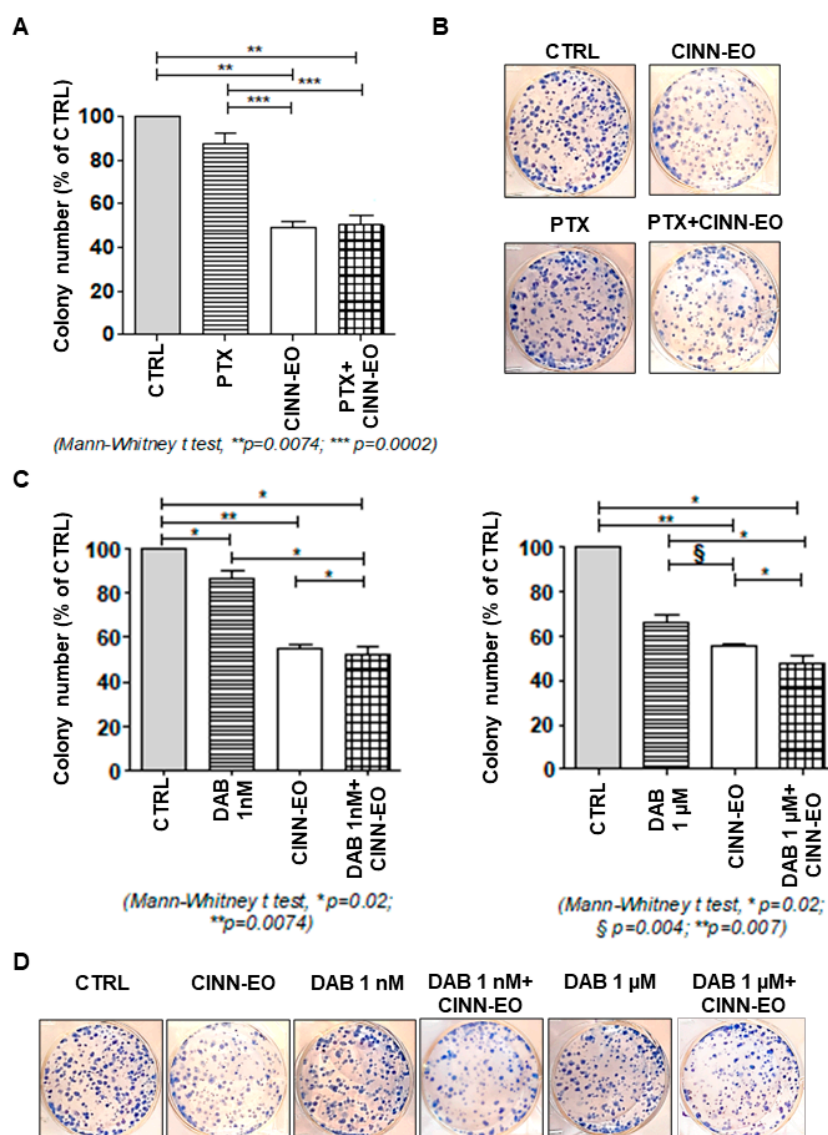 A
**
**
***
***
Colony number (% of CTRL)
100
80
60
40
20
0
CTRL
PTX
CINN-EO
PTX+
CINN-EO
(Mann-Whitney t test, **p=0.0074; *** p=0.0002)
B
CTRL
CINN-EO
PTX
PTX+CINN-EO
C
*
**
*
*
*
Colony number (% of CTRL)
100
80
60
40
20
0
CTRL
DAB
1nM
CINN-EO
DAB 1nM+
CINN-EO
(Mann-Whitney t test, * p=0.02;
**p=0.0074)
*
**
*
§
*
Colony number (% of CTRL)
100
80
60
40
20
0
CTRL
DAB
1 µM
CINN-EO
DAB 1 µM+
CINN-EO
(Mann-Whitney t test, * p=0.02;
§ p=0.004; **p=0.007)
D
CTRL
CINN-EO
DAB 1 nM
DAB 1 nM+
CINN-EO
DAB 1 µM
DAB 1 µM+
CINN-EO